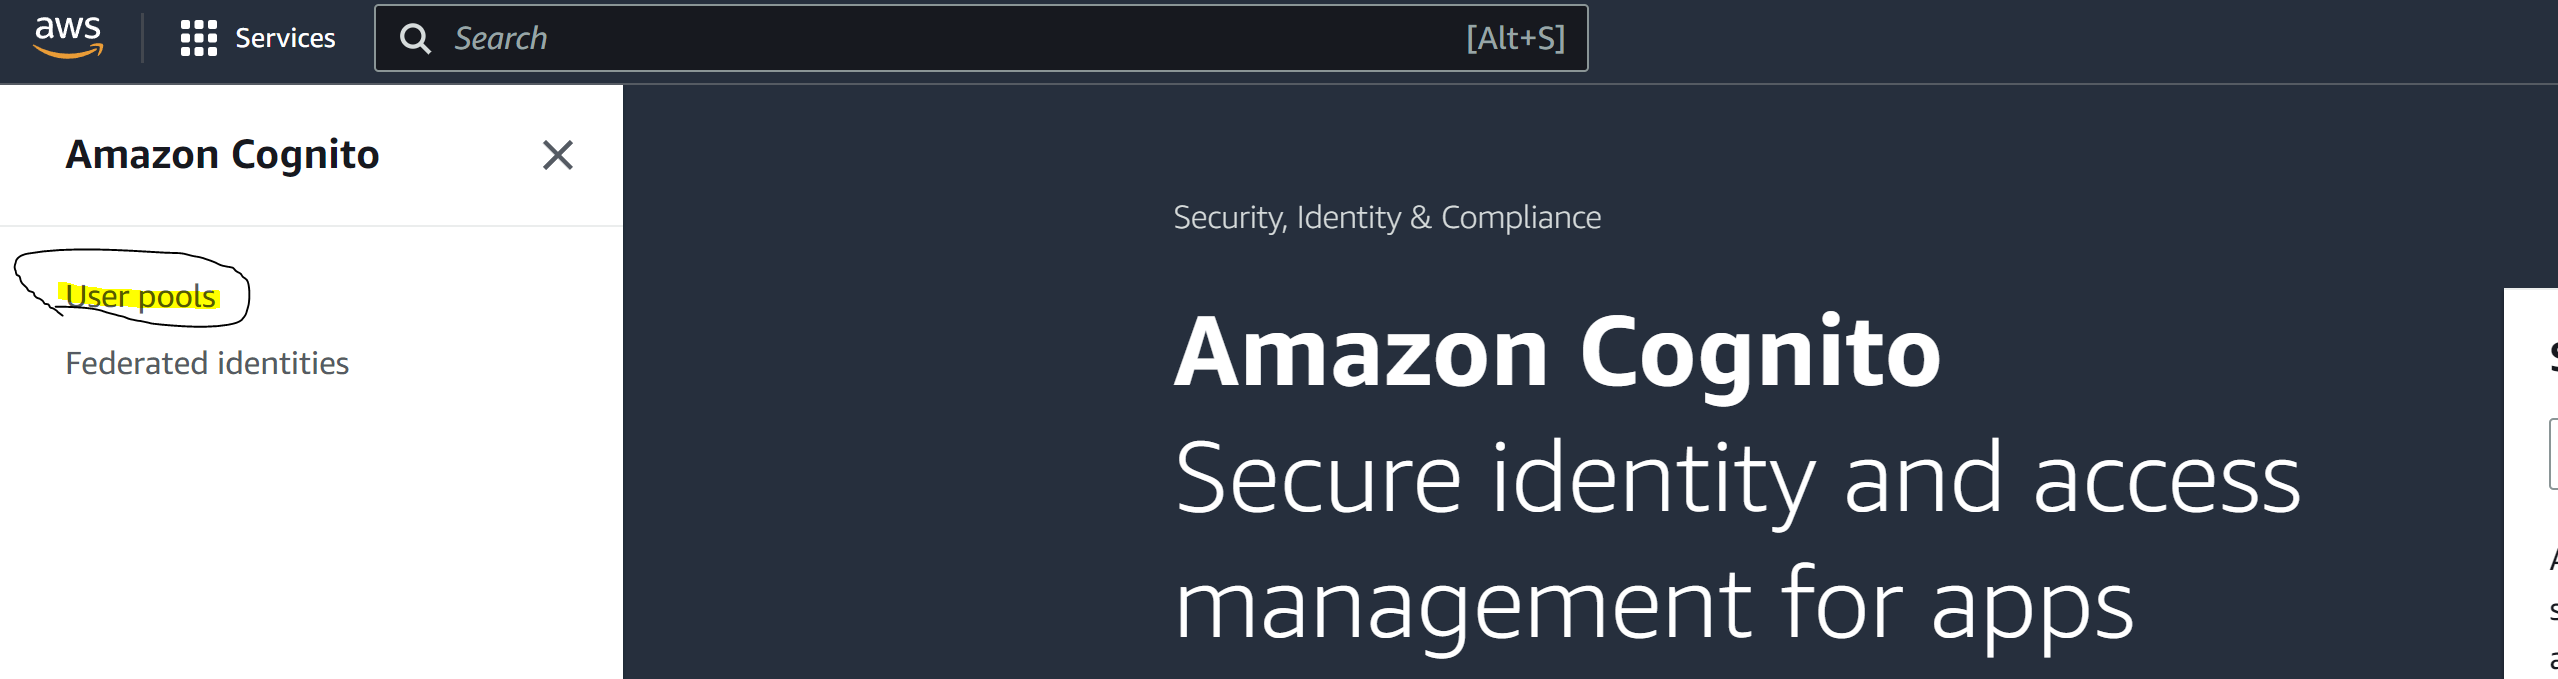 aws
Services
Search
[Alt+S]
Amazon Cognito
User pools
Federated identities
Security, Identity & Compliance
Amazon Cognito
Secure identity and access
management for apps